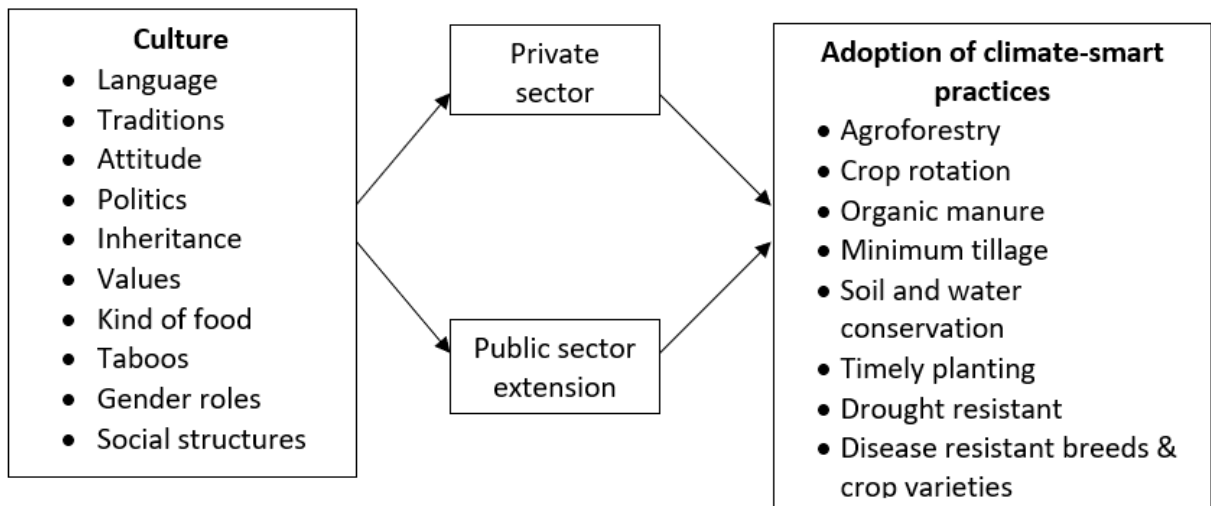 Culture
• Language
• Traditions
• Attitude
• Politics
• Inheritance
• Values
• Kind of food
• Taboos
• Gender roles
• Social structures
Private
sector
Public sector
extension
Adoption of climate-smart
practices
• Agroforestry
• Crop rotation
• Organic manure
• Minimum tillage
• Soil and water
conservation
• Timely planting
• Drought resistant
• Disease resistant breeds &
crop varieties